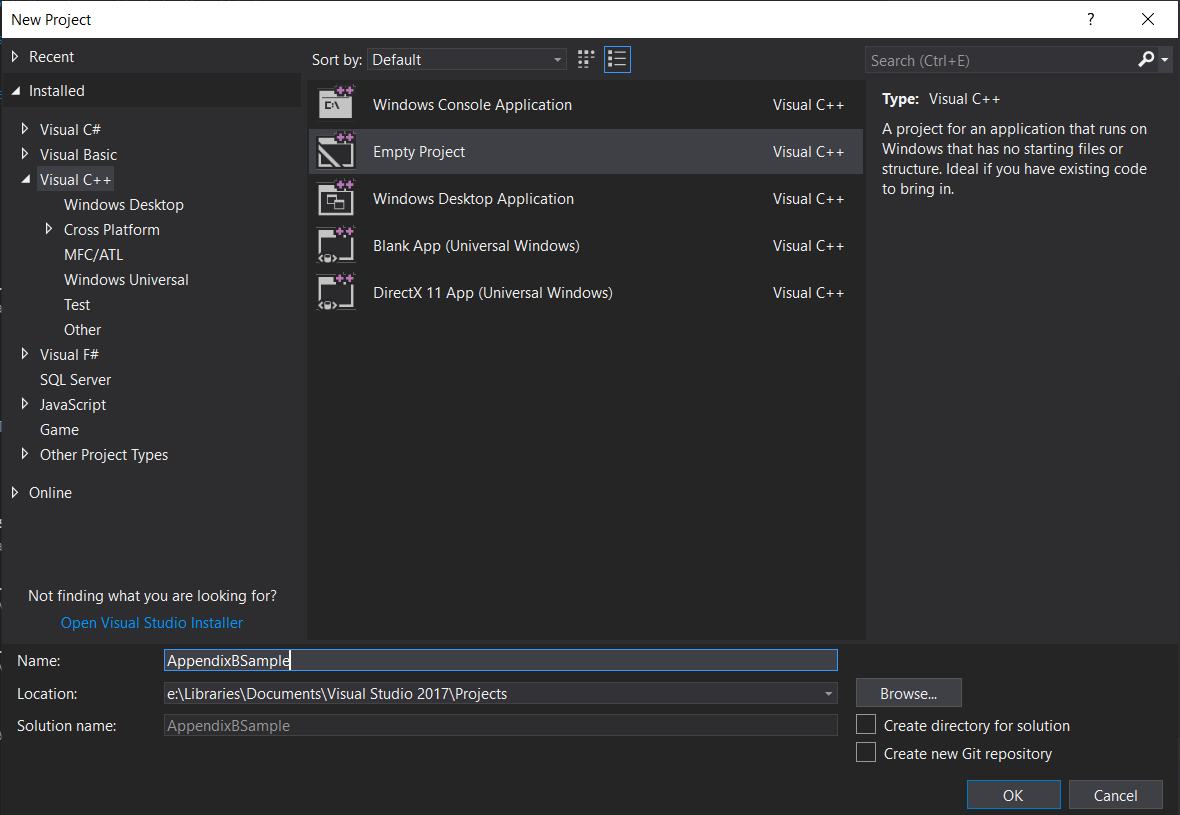 New Project
?
Recent
Installed
Visual C#
Visual Basic
Visual C++
Windows Desktop
Cross Platform
MFC/ATL
Windows Universal
Test
Other
Visual F#
SQL Server
JavaScript
Game
Other Project Types
Online
Not finding what you are looking for?
Open Visual Studio Installer
Sort by: Default
Windows Console Application Visual C++
Empty Project Visual C++
Windows Desktop Application Visual C++
Blank App (Universal Windows) Visual C++
DirectX 11 App (Universal Windows) Visual C++
Search (Ctrl+E)
Type: Visual C++
A project for an application that runs on
Windows that has no starting files or
structure. Ideal if you have existing code
to bring in.
Name: AppendixBSample
Location: e:\Libraries\Documents\Visual Studio 2017\Projects Browse...
Solution name: AppendixBSample Create directory for solution
Create new Git repository
OK Cancel